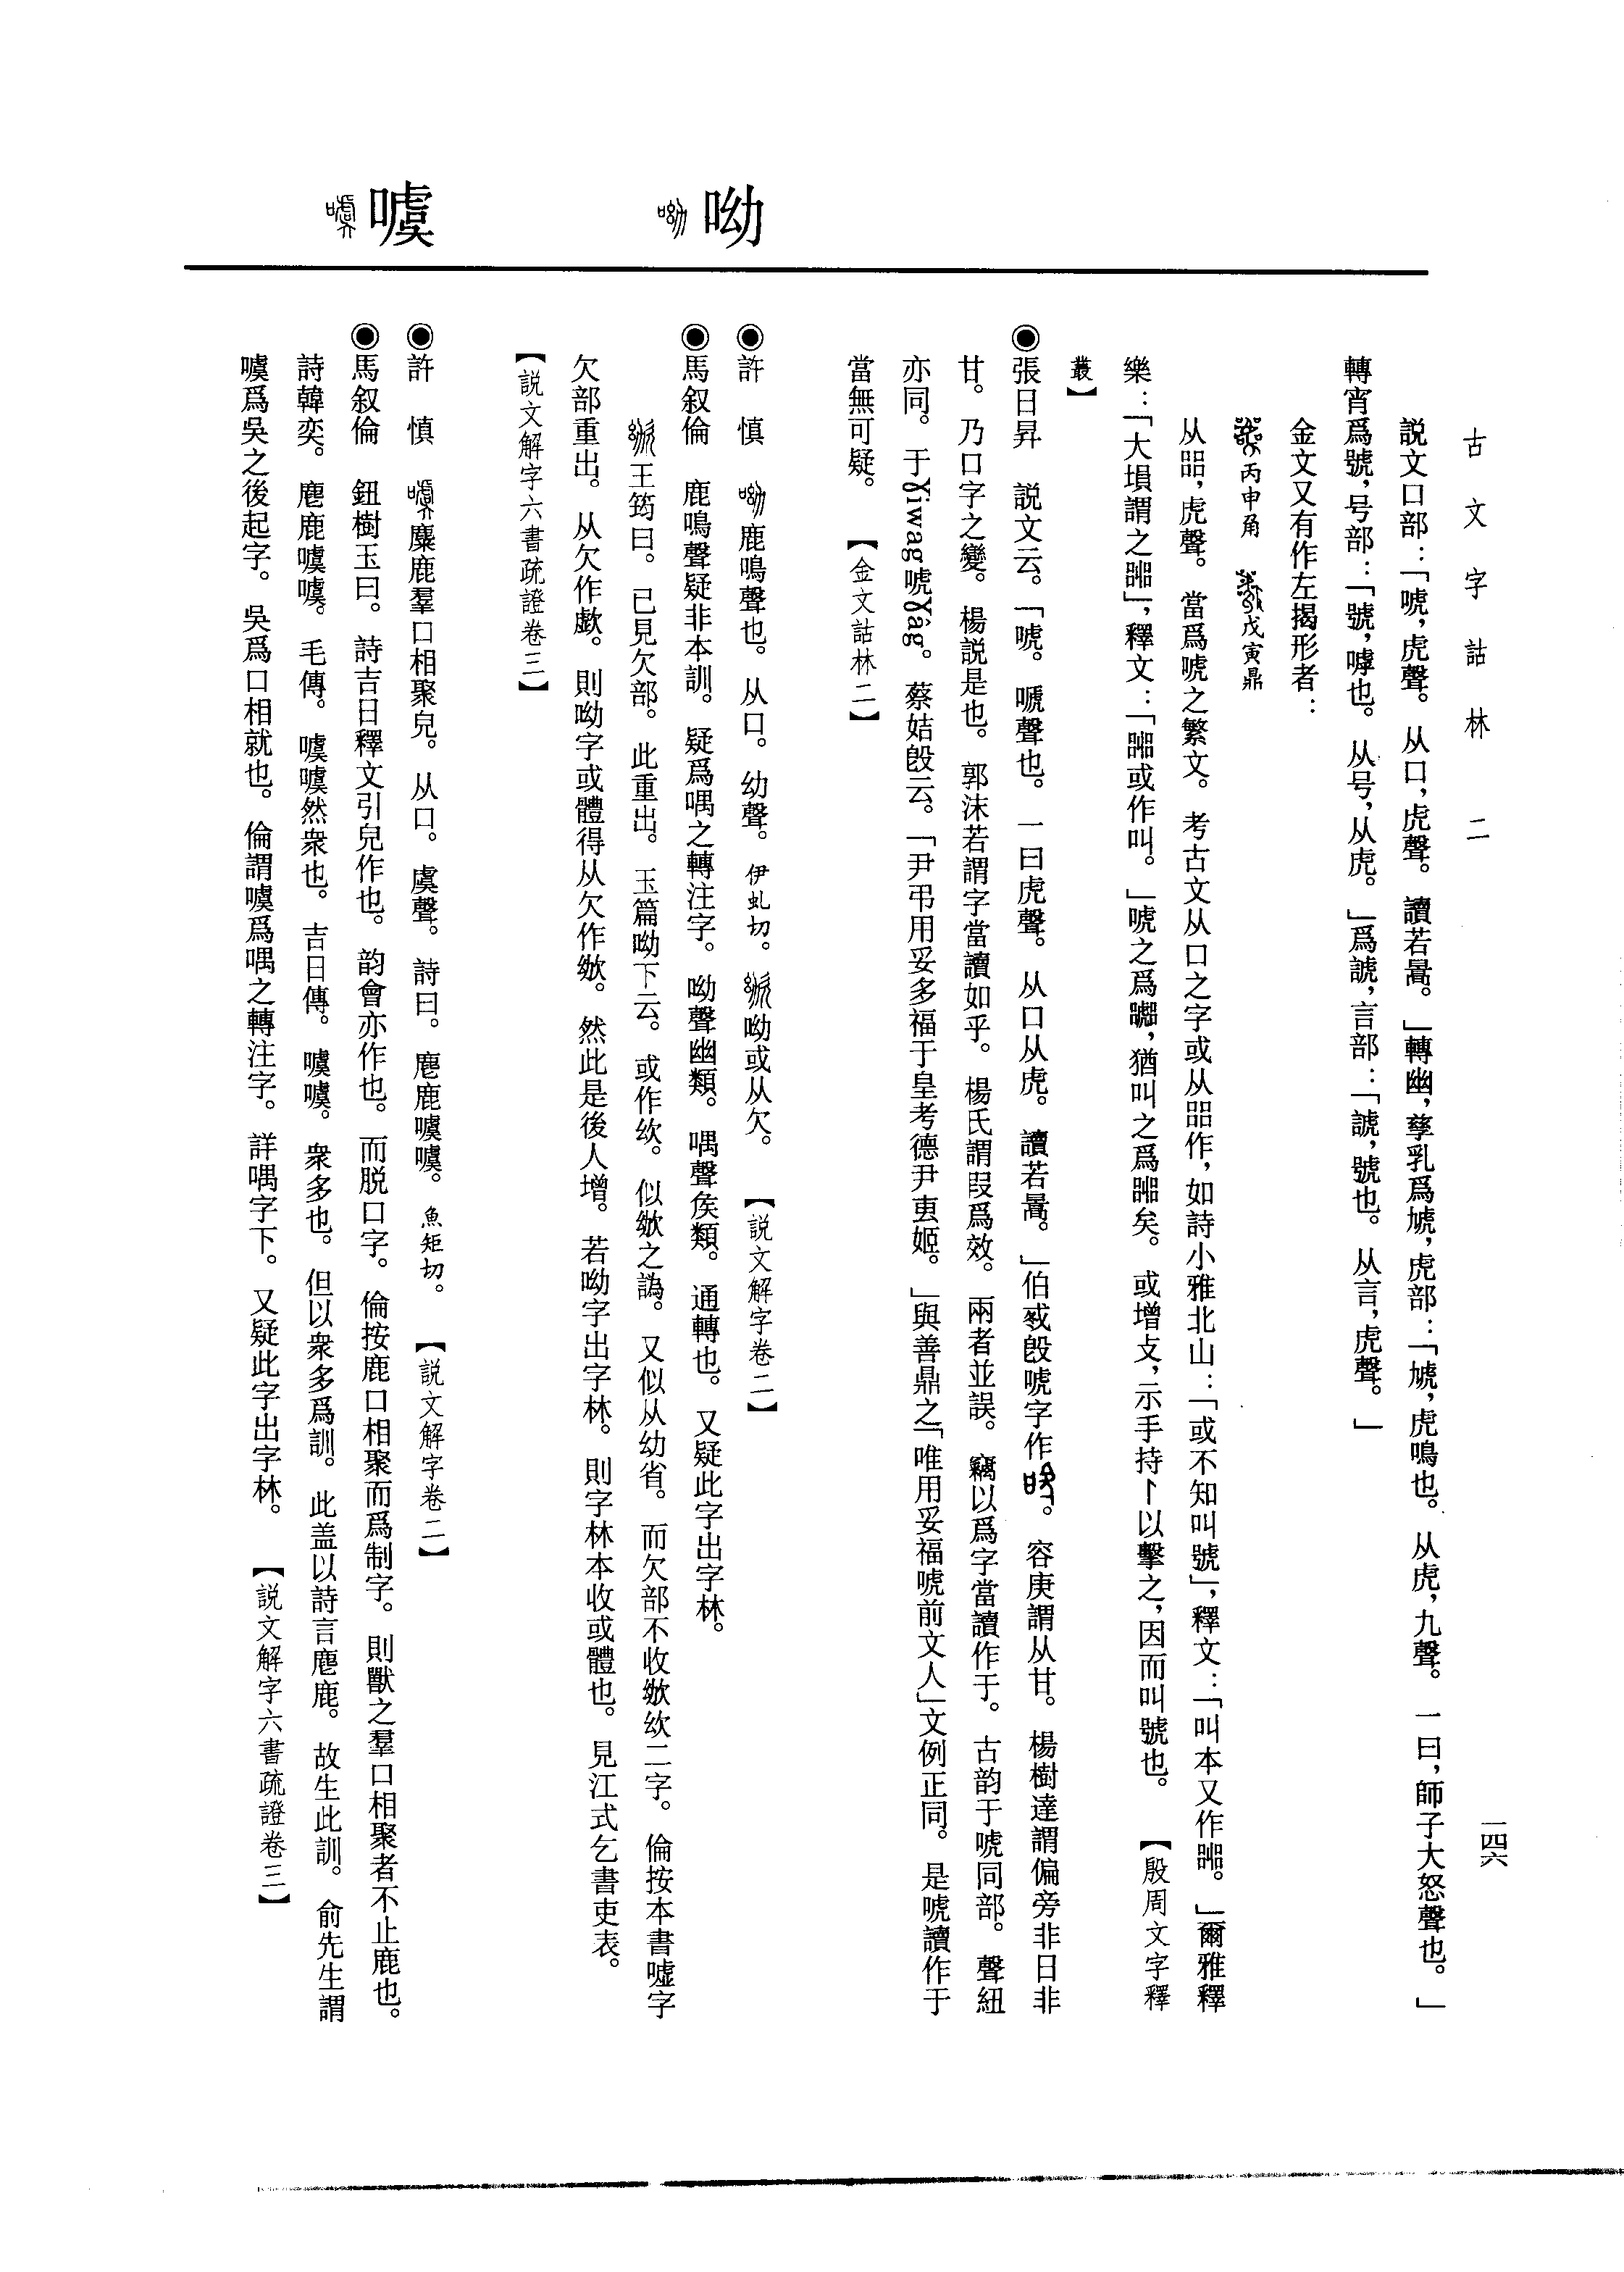 古文字詁林 二
一四六
説文口部：「唬，虎聲。从口，虎聲。讀若暠。」轉幽，孳乳爲虓，虎部：「虓，虎鳴也。从虎，九聲。一曰，師子大怒聲也。」
轉宵爲號，号部：「號，嘑也。从号，从虎。」爲諕，言部：「諕，號也。从言，虎聲。」
金文又有作左揭形者：
丙申角 戊寅鼎
从㗊，虎聲。當爲唬之繁文。考古文从口之字或从㗊作，如詩小雅北山：「或不知叫號」，釋文：「叫本又作嘂。」爾雅釋
樂：「大塤謂之嘂」，釋文：「嘂或作叫。」唬之爲，猶叫之爲嘂矣。或增攴，示手持以擊之，因而叫號也。 【殷周文字釋
叢】
◉張日昇 説文云。「唬。嗁聲也。一曰虎聲。从口从虎。讀若暠。」伯㦰𣪘唬字作。容庚謂从甘。楊樹達謂偏旁非日非
甘。乃口字之變。楊説是也。郭沫若謂字當讀如乎。楊氏謂叚爲效。兩者並誤。竊以爲字當讀作于。古韵于唬同部。聲紐
亦同。于ɣiwag唬ɣâg。蔡姞𣪘云。「尹弔用妥多福于皇考德尹叀姬。」與善鼎之「唯用妥福唬前文人」文例正同。是唬讀作于
當無可疑。 【金文詁林二】
呦
◉許 慎 鹿鳴聲也。从口。幼聲。伊虬切。呦或从欠。 【説文解字卷二】
◉馬叙倫 鹿鳴聲疑非本訓。疑爲喁之轉注字。呦聲幽類。喁聲矦類。通轉也。又疑此字出字林。
王筠曰。已見欠部。此重出。玉篇呦下云。或作㰶。似㰶之譌。又似从幼省。而欠部不收二字。倫按本書嘘字
欠部重出。从欠作歔。則呦字或體得从欠作㰶。然此是後人增。若呦字出字林。則字林本收或體也。見江式乞書吏表。
【説文解字六書疏證卷三】
噳
◉許 慎 麋鹿羣口相聚皃。从口。虞聲。詩曰。麀鹿噳噳。魚矩切。 【説文解字卷二】
◉馬叙倫 鈕樹玉曰。詩吉日釋文引皃作也。韵會亦作也。而脱口字。倫按鹿口相聚而爲制字。則獸之羣口相聚者不止鹿也。
詩韓奕。麀鹿噳噳。毛傳。噳噳然衆也。吉日傳。噳噳。衆多也。但以衆多爲訓。此盖以詩言麀鹿。故生此訓。俞先生謂
噳爲吳之後起字。吳爲口相就也。倫謂噳爲喁之轉注字。詳喁字下。又疑此字出字林。 【説文解字六書疏證卷三】